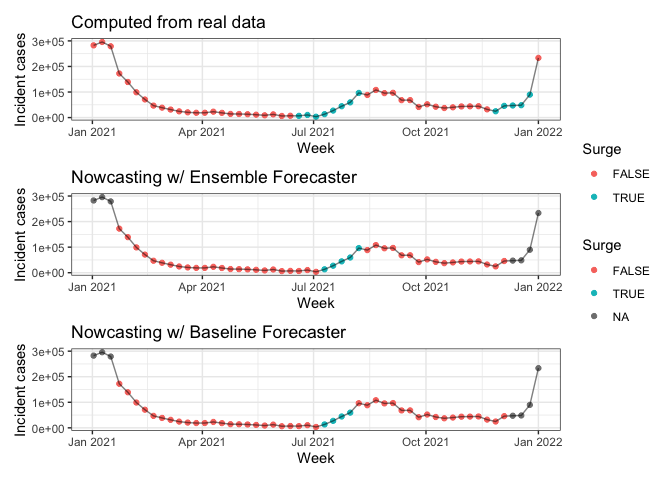 Computed from real data
Incident cases
3e+05
2e+05
1e+05
0e+00
Jan 2021 Apr 2021 Jul 2021 Oct 2021 Jan 2022
Week
Nowcasting w/ Ensemble Forecaster
Incident cases
3e+05
2e+05
1e+05
0e+00
Jan 2021 Apr 2021 Jul 2021 Oct 2021 Jan 2022
Week
Nowcasting w/ Baseline Forecaster
Incident cases
3e+05
2e+05
1e+05
0e+00
Jan 2021 Apr 2021 Jul 2021 Oct 2021 Jan 2022
Week
Surge
FALSE
TRUE
Surge
FALSE
TRUE
NA